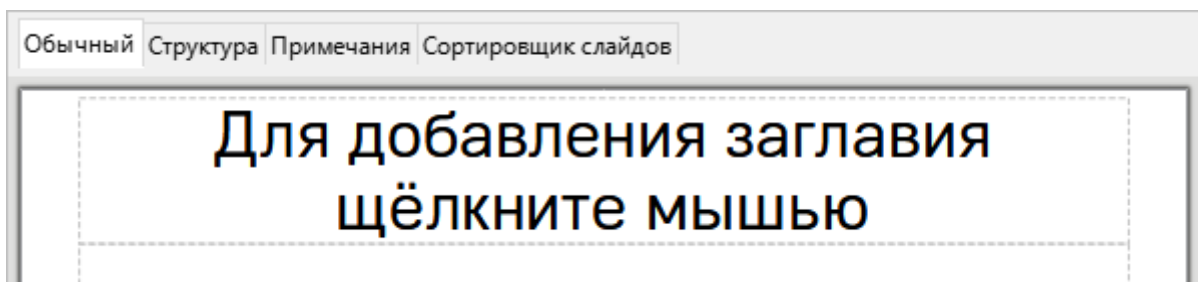 Обычный Структура Примечания Сортировщик слайдов
Для добавления заглавия
щёлкните мышью